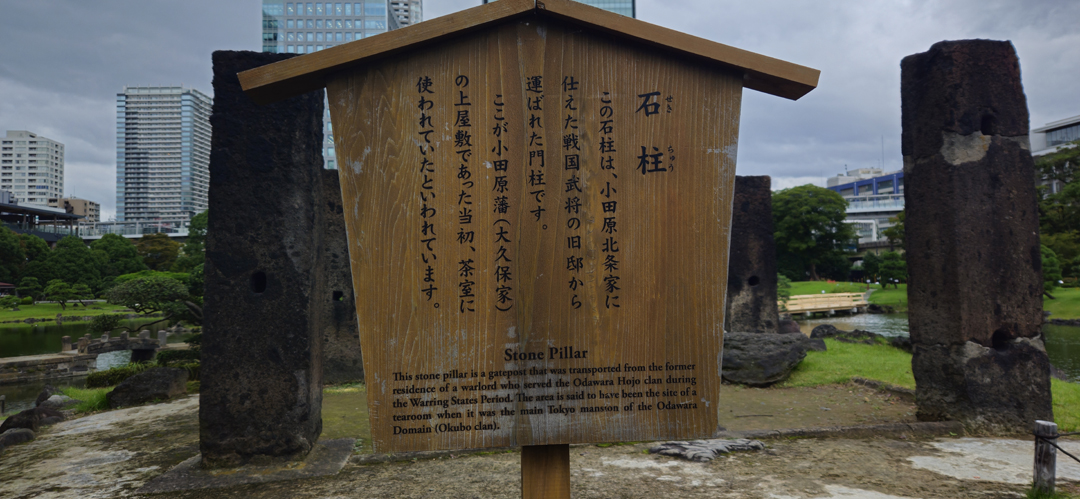 石柱
せきちゅう
この石柱は、小田原北条家に
仕えた戦国武将の旧邸から
運ばれた門柱です。
ここが小田原藩(大久保家)
の上屋敷であった当初、茶室に
使われていたといわれています。
Stone Pillar
This stone pillar is a gatepost that was transported from the former
residence of a warlord who served the Odawara Hojo clan during
the Warring States Period. The area is said to have been the site of a
tearoom when it was the main Tokyo manson of the Odawara
Domain (Okubo clan).